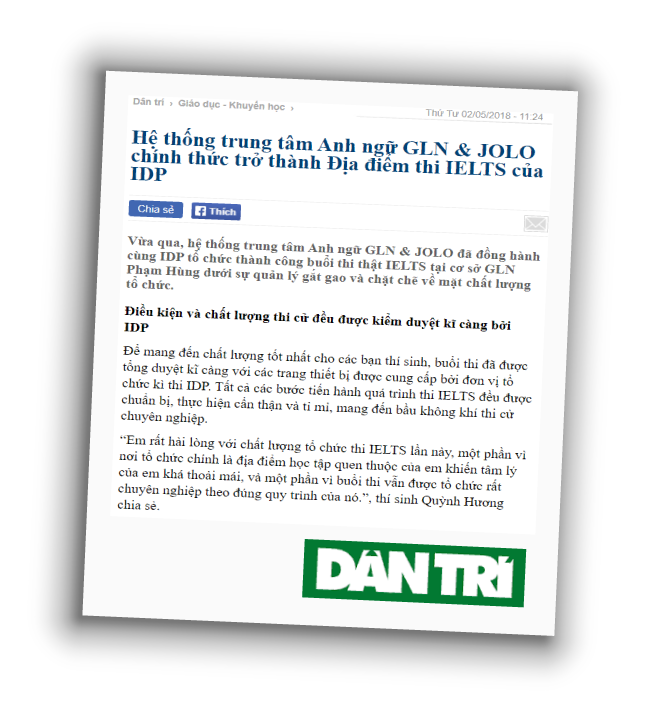 Dân trí › Giáo dục - Khuyến học ›
Thứ Tư 02/05/2018 - 11:24
Hệ thống trung tâm Anh ngữ GLN & JOLO
chính thức trở thành Địa điểm thi IELTS của
IDP
Chia sẻ
Thích
Vừa qua, hệ thống trung tâm Anh ngữ GLN & JOLO đã đồng hành
cùng IDP tổ chức thành công buổi thi thật IELTS tại cơ sở GLN
Phạm Hùng dưới sự quản lý gắt gao và chặt chẽ về mặt chất lượng
tổ chức.
Điều kiện và chất lượng thi cử đều được kiểm duyệt kĩ càng bởi
IDP
Để mang đến chất lượng tốt nhất cho các bạn thí sinh, buổi thi đã được
tổng duyệt kĩ càng với các trang thiết bị được cung cấp bởi đơn vị tổ
chức kì thi IDP. Tất cả các bước tiến hành quá trình thi IELTS đều được
chuẩn bị, thực hiện cẩn thận và tỉ mỉ, mang đến bầu không khí thi cử
chuyên nghiệp.
“Em rất hài lòng với chất lượng tổ chức thi IELTS lần này, một phần vì
nơi tổ chức chính là địa điểm học tập quen thuộc của em khiến tâm lý
của em khá thoải mái, và một phần vì buổi thi vẫn được tổ chức rất
chuyên nghiệp theo đúng quy trình của nó.”, thí sinh Quỳnh Hương
chia sẻ.
DÂN TRÍ